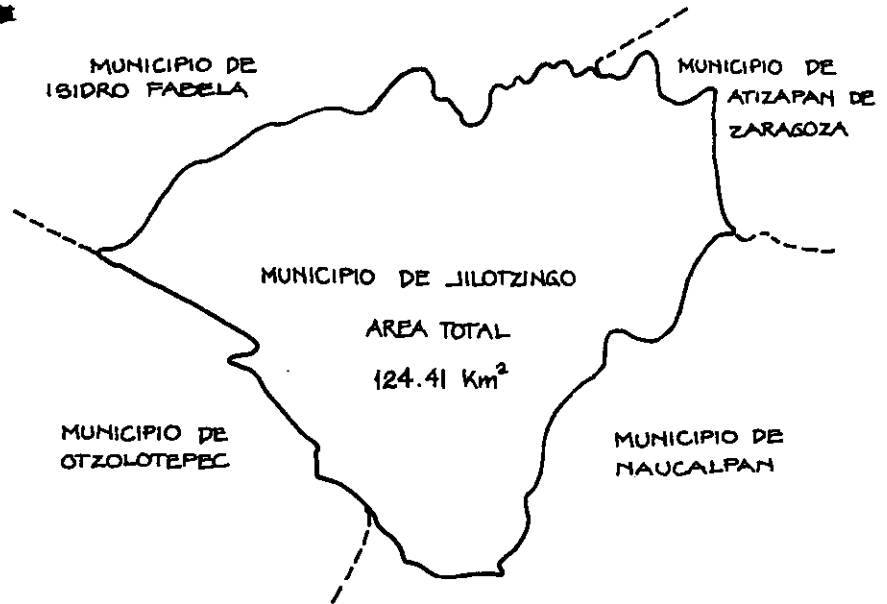 MUNICIPIO DE
ISIDRO FABELA
MUNICIPIO DE
ATIZAPAN DE
ZARAGOZA
MUNICIPIO DE JILOTZINGO
AREA TOTAL
124.41 Km²
MUNICIPIO DE
OTZOLOTEPEC
MUNICIPIO DE
NAUCALPAN